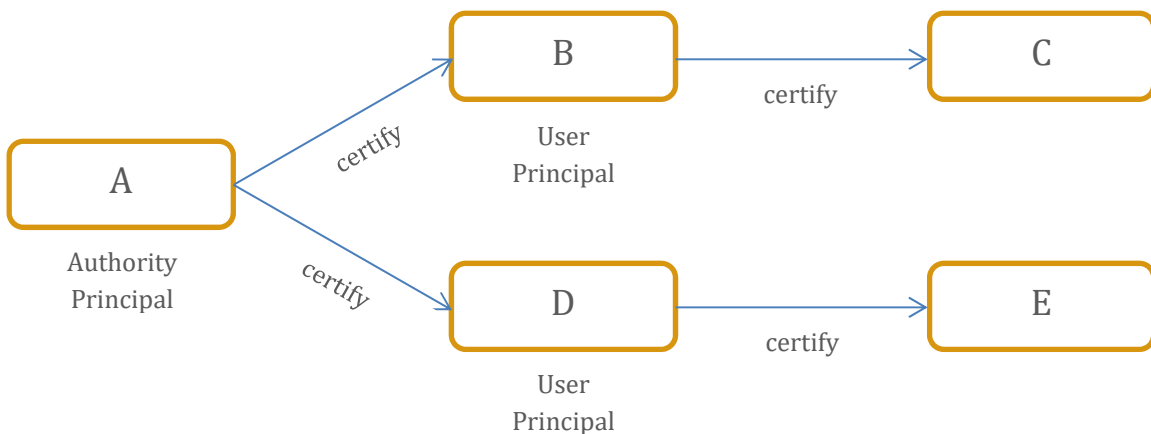 B
C
certify
certify
User
Principal
A
Authority
Principal
certify
D
E
certify
User
Principal